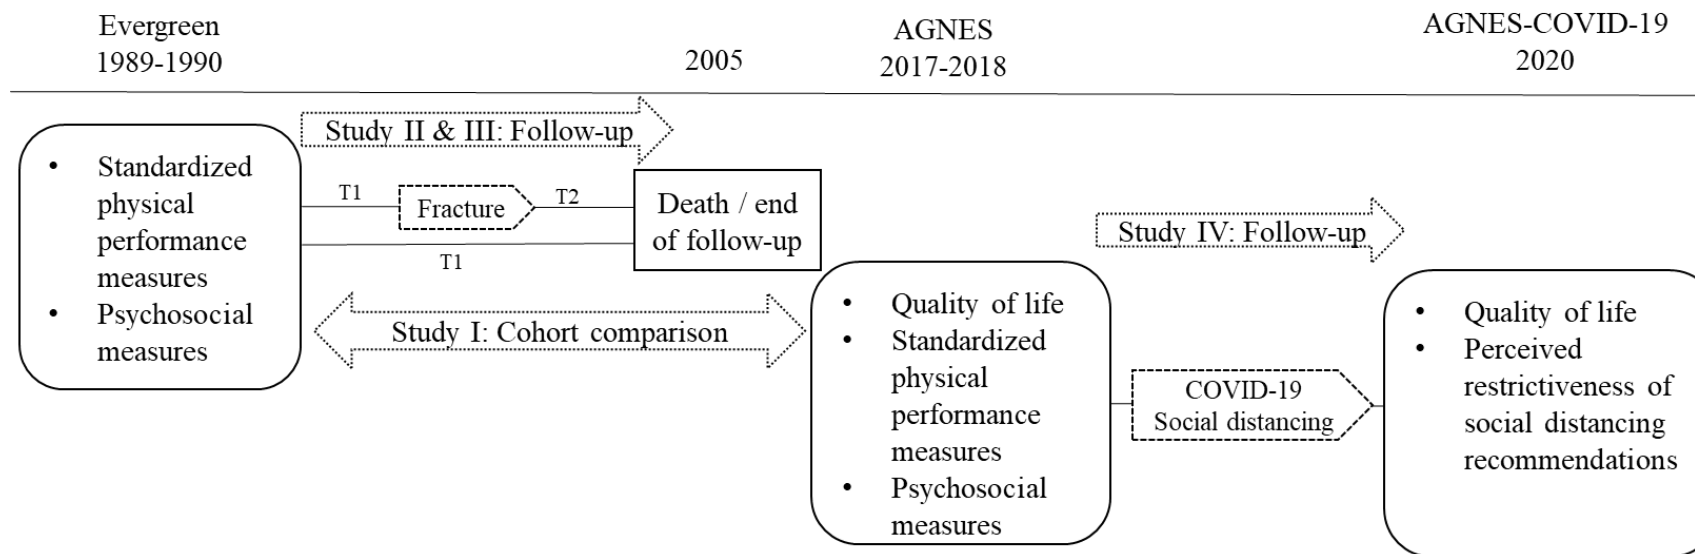 Evergreen
1989-1990
2005
AGNES
2017-2018
AGNES-COVID-19
2020
Study II & III: Follow-up
• Standardized
physical
performance
measures
• Psychosocial
measures
T1
Fracture
T2
T1
Death / end
of follow-up
Study I: Cohort comparison
Study IV: Follow-up
• Quality of life
• Standardized
physical
performance
measures
• Psychosocial
measures
COVID-19
Social distancing
• Quality of life
• Perceived
restrictiveness of
social distancing
recommendations